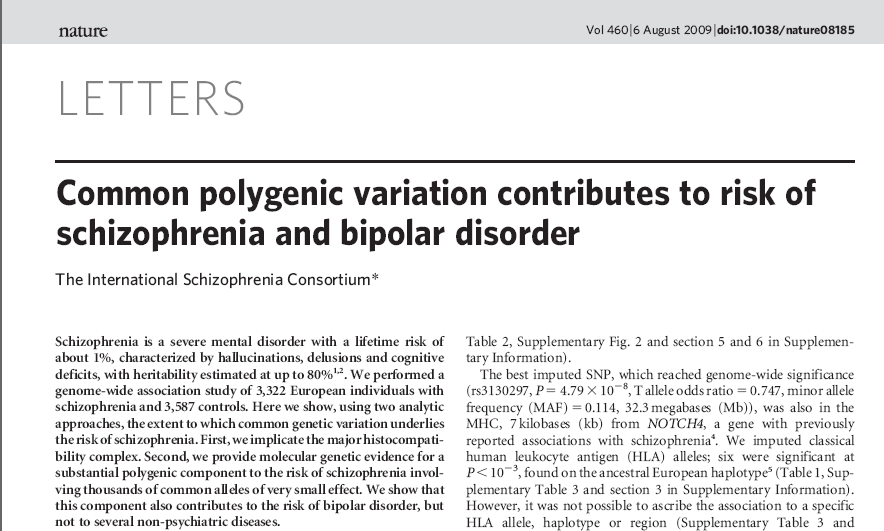 nature
Vol 460|6 August 2009|doi:10.1038/nature08185
LETTERS
Common polygenic variation contributes to risk of
schizophrenia and bipolar disorder
The International Schizophrenia Consortium*
Schizophrenia is a severe mental disorder with a lifetime risk of
about 1%, characterized by hallucinations, delusions and cognitive
deficits, with heritability estimated at up to 80%1,2. We performed a
genome-wide association study of 3,322 European individuals with
schizophrenia and 3,587 controls. Here we show, using two analytic
approaches, the extent to which common genetic variation underlies
the risk of schizophrenia. First, we implicate the major histocompati-
bility complex. Second, we provide molecular genetic evidence for a
substantial polygenic component to the risk of schizophrenia invol-
ving thousands of common alleles of very small effect. We show that
this component also contributes to the risk of bipolar disorder, but
not to several non-psychiatric diseases.
Table 2, Supplementary Fig. 2 and section 5 and 6 in Supplemen-
tary Information).
The best imputed SNP, which reached genome-wide significance
(rs3130297, P = 4.79 × 10−8, T allele odds ratio = 0.747, minor allele
frequency (MAF) = 0.114, 32.3 megabases (Mb)), was also in the
MHC, 7 kilobases (kb) from NOTCH4, a gene with previously
reported associations with schizophrenia4. We imputed classical
human leukocyte antigen (HLA) alleles; six were significant at
P < 10−3, found on the ancestral European haplotype5 (Table 1, Sup-
plementary Table 3 and section 3 in Supplementary Information).
However, it was not possible to ascribe the association to a specific
HLA allele, haplotype or region (Supplementary Table 3 and